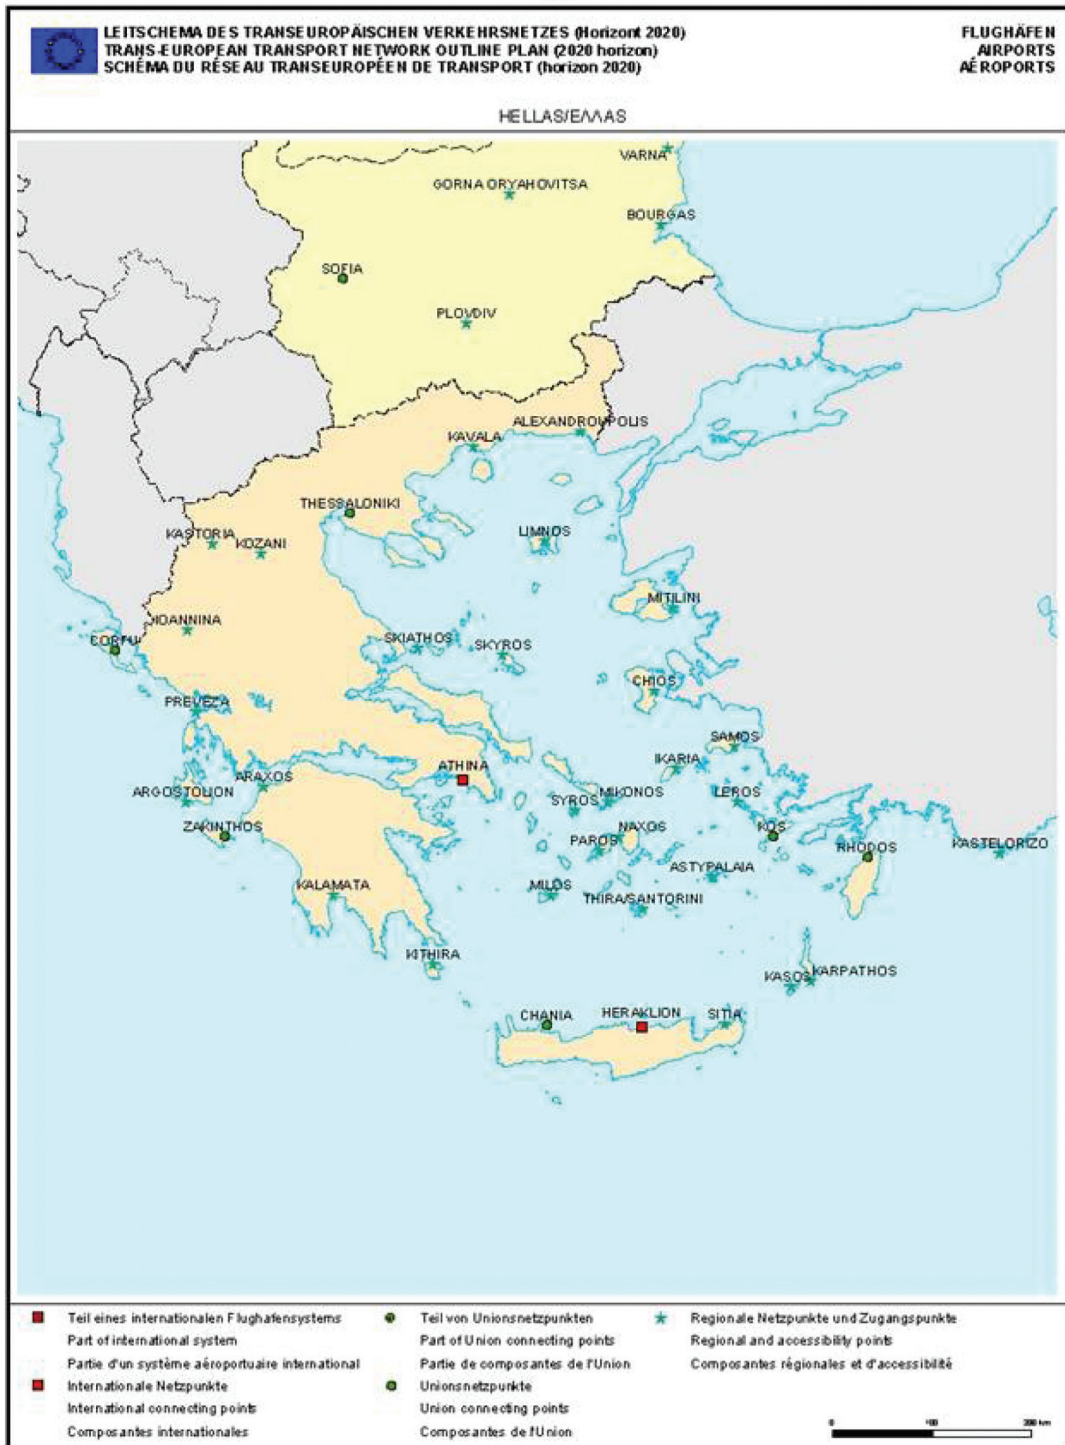 LEITSCHEMA DES TRANSEUROPÄISCHEN VERKEHRSNETZES (Horizont 2020)
TRANS-EUROPEAN TRANSPORT NETWORK OUTLINE PLAN (2020 horizon)
SCHÉMA DU RÉSEAU TRANSEUROPÉEN DE TRANSPORT (horizon 2020)
FLUGHÄFEN
AIRPORTS
AÉROPORTS
HELLAS/ΕΛΛΑΣ
VARNA
GORNA ORYAHOVITSA
BOURGAS
SOFIA
PLOVDIV
ALEXANDROUPOLIS
KAVALA
THESSALONIKI
KASTORIA
KOZANI
LIMNOS
MITILINI
IOANNINA
CORFU
SKIATHOS
SKYROS
CHIOS
PREVEZA
SAMOS
IKARIA
ATHINA
ARAXOS
ARGOSTOLION
SYROS
MIKONOS
LEROS
ZAKINTHOS
NAXOS
KOS
PAROS
RHODOS
KASTELORIZO
ASTYPALAIA
KALAMATA
MILOS
THIRA/SANTORINI
KITHIRA
KASOS
KARPATHOS
CHANIA
HERAKLION
SITIA
Teil eines internationalen Flughafensystems
Part of international system
Partie d'un système aéroportuaire international
Internationale Netzpunkte
International connecting points
Composantes internationales
Teil von Unionsnetzpunkten
Part of Union connecting points
Partie de composantes de l'Union
Unionsnetzpunkte
Union connecting points
Composantes de l'Union
Regionale Netzpunkte und Zugangspunkte
Regional and accessibility points
Composantes régionales et d'accessibilité
0 100 200 km